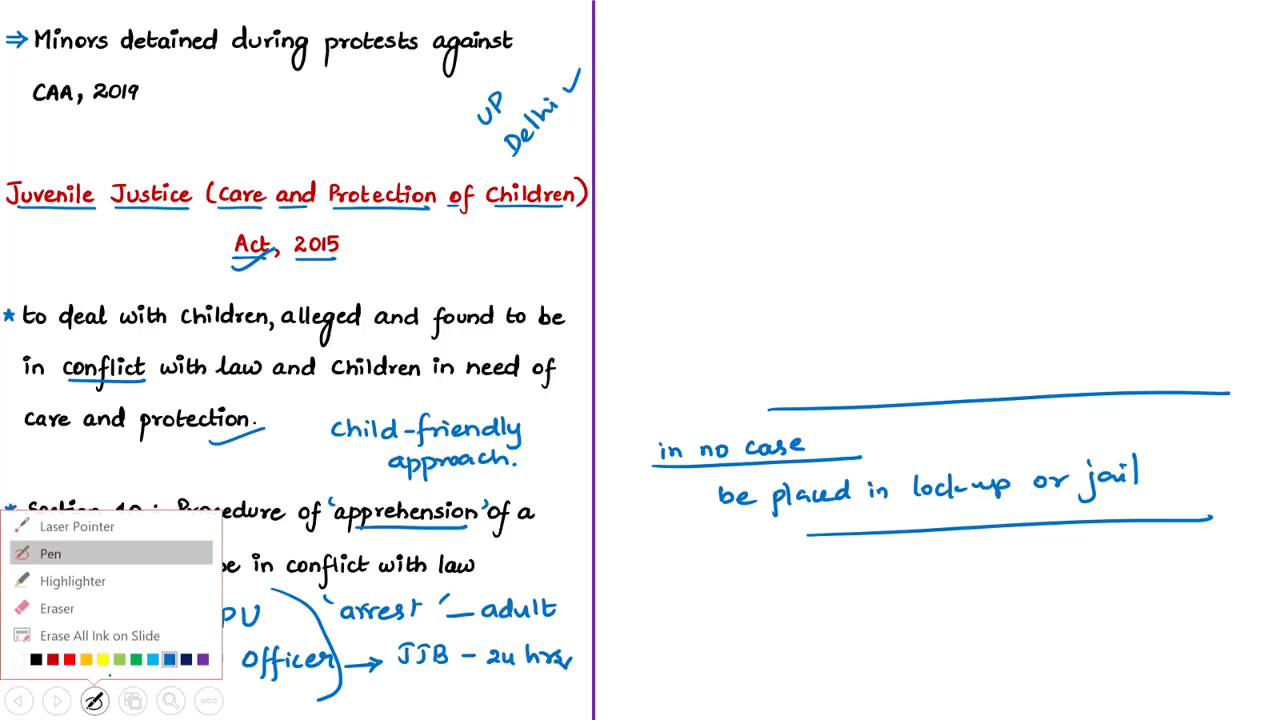 ⇒ Minors detained during protests against
CAA, 2019
UP
Delhi ✓
Juvenile Justice (Care and Protection of Children)
Act, 2015
* to deal with children, alleged and found to be
in conflict with law and children in need of
care and protection.
child-friendly
approach.
* Section 10 : Procedure of 'apprehension' of a
in conflict with law
PU
'arrest' — adult
officer → JJB - 24 hrs
in no case
be placed in lock-up or jail
Laser Pointer
Pen
Highlighter
Eraser
Erase All Ink on Slide